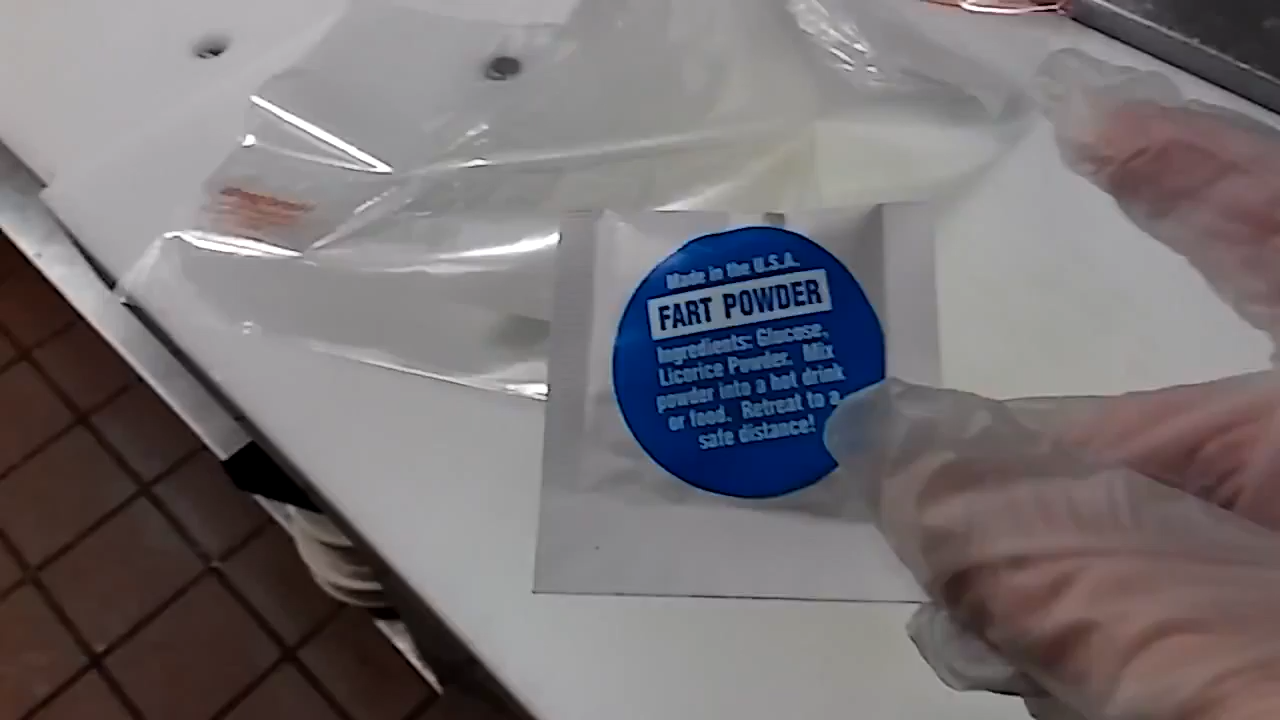 Made in the U.S.A.
FART POWDER
Ingredients: Glucose,
Licorice Powder. Mix
powder into a hot drink
or food. Retreat to a
safe distance!